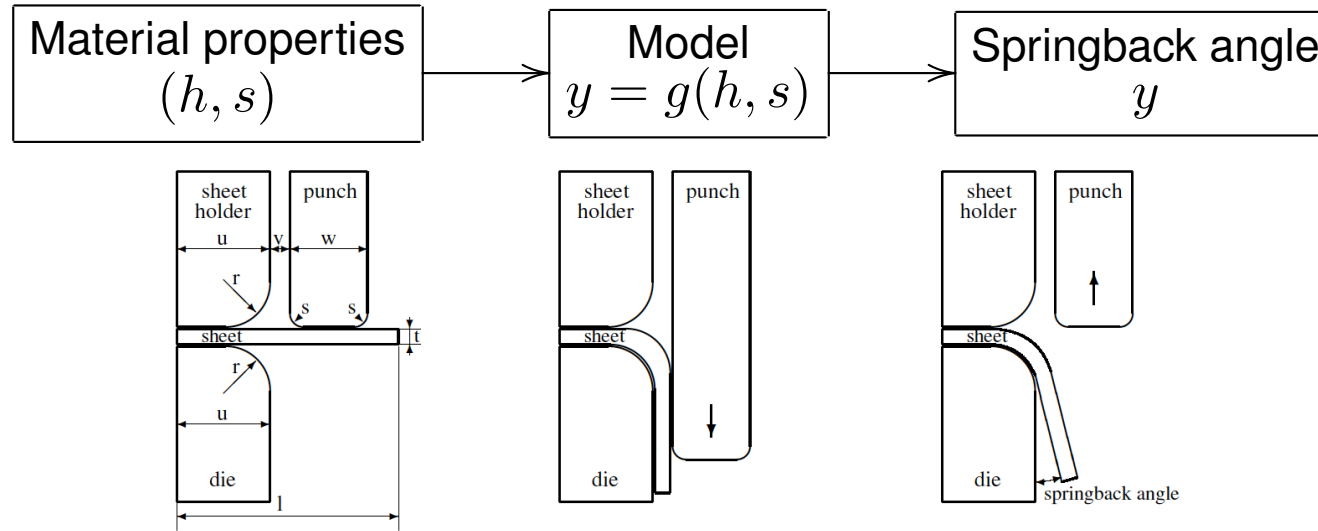 Material properties
(h, s)
Model
y = g(h, s)
Springback angle
y
sheet
holder
punch
u
v
w
r
s
s
sheet
t
r
u
die
l
sheet
holder
punch
sheet
die
sheet
holder
punch
sheet
die
springback angle